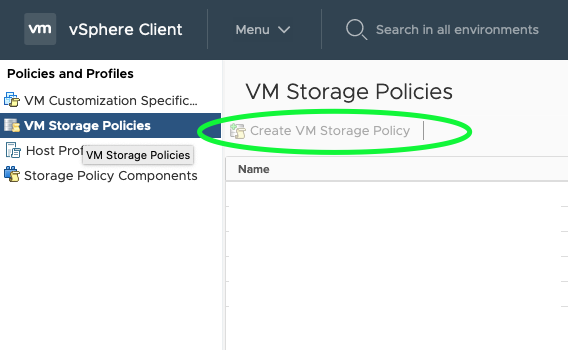 vm vSphere Client Menu Search in all environments
Policies and Profiles
VM Customization Specific...
VM Storage Policies
Host Prof
VM Storage Policies
Storage Policy Components
VM Storage Policies
Create VM Storage Policy
Name